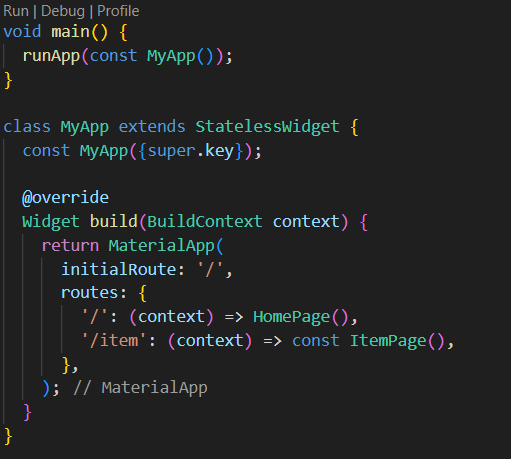 Run | Debug | Profile
void main() {
  runApp(const MyApp());
}

class MyApp extends StatelessWidget {
  const MyApp({super.key});

  @override
  Widget build(BuildContext context) {
    return MaterialApp(
      initialRoute: '/',
      routes: {
        '/': (context) => HomePage(),
        '/item': (context) => const ItemPage(),
      },
    ); // MaterialApp
  }
}